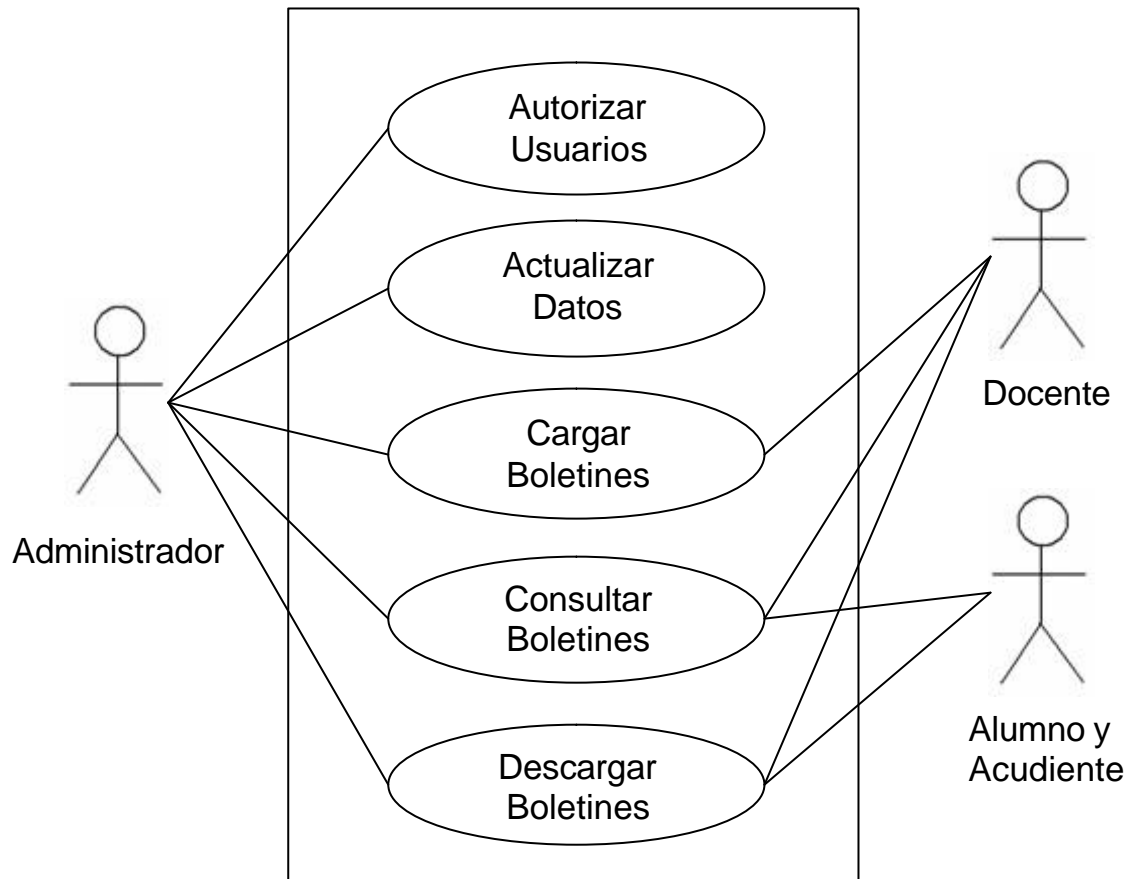 Autorizar
Usuarios
Actualizar
Datos
Docente
Cargar
Boletines
Administrador
Consultar
Boletines
Alumno y
Acudiente
Descargar
Boletines